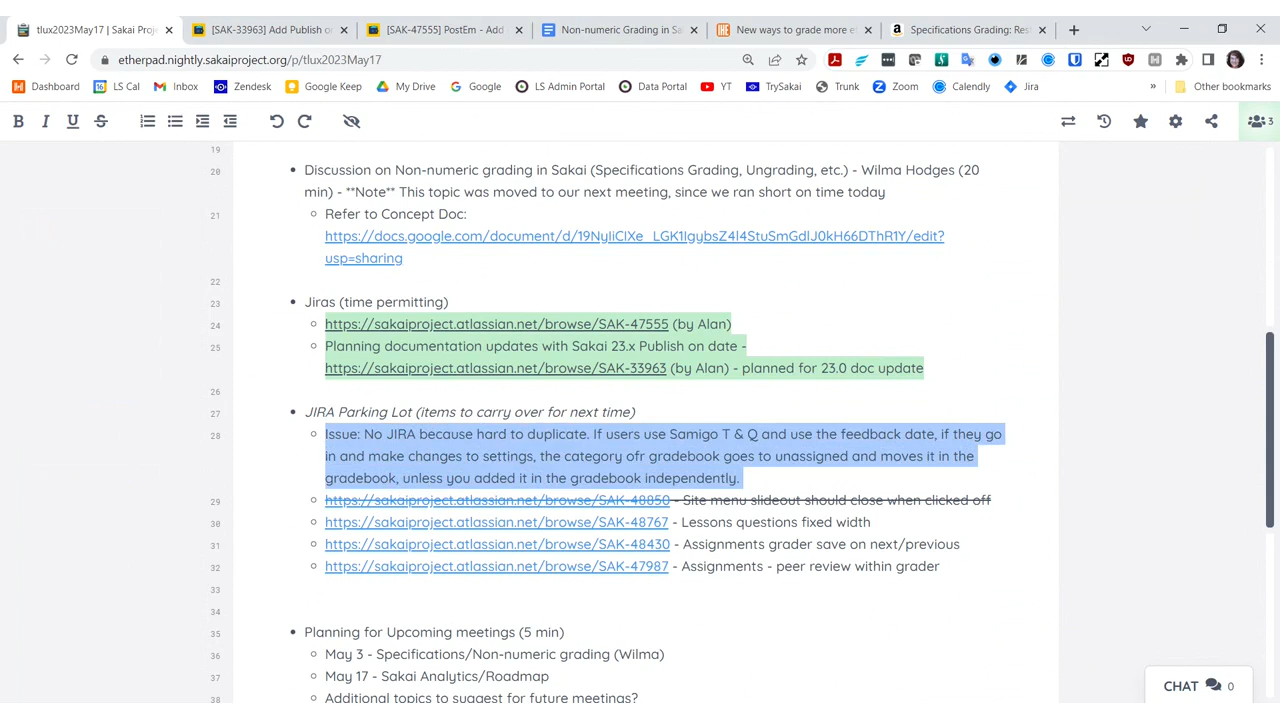 tlux2023May17 | Sakai Proj
[SAK-33963] Add Publish on
[SAK-47555] PostEm - Add
Non-numeric Grading in Sa
New ways to grade more e
Specifications Grading: Res
etherpad.nightly.sakaiproject.org/p/tlux2023May17
Dashboard LS Cal Inbox Zendesk Google Keep My Drive Google LS Admin Portal Data Portal YT TrySakai Trunk Zoom Calendly Jira » Other bookmarks
B I U S 3
19
20 Discussion on Non-numeric grading in Sakai (Specifications Grading, Ungrading, etc.) - Wilma Hodges (20
min) - **Note** This topic was moved to our next meeting, since we ran short on time today
21 Refer to Concept Doc:
usp=sharing
22
23 Jiras (time permitting)
24 https://sakaiproject.atlassian.net/browse/SAK-47555 (by Alan)
25 Planning documentation updates with Sakai 23.x Publish on date -
https://sakaiproject.atlassian.net/browse/SAK-33963 (by Alan) - planned for 23.0 doc update
26
27 JIRA Parking Lot (items to carry over for next time)
28 Issue: No JIRA because hard to duplicate. If users use Samigo T & Q and use the feedback date, if they go
in and make changes to settings, the category ofr gradebook goes to unassigned and moves it in the
gradebook, unless you added it in the gradebook independently.
29 https://sakaiproject.atlassian.net/browse/SAK-48850 - Site menu slideout should close when clicked off
30 https://sakaiproject.atlassian.net/browse/SAK-48767 - Lessons questions fixed width
31 https://sakaiproject.atlassian.net/browse/SAK-48430 - Assignments grader save on next/previous
32 https://sakaiproject.atlassian.net/browse/SAK-47987 - Assignments - peer review within grader
33
34
35 Planning for Upcoming meetings (5 min)
36 May 3 - Specifications/Non-numeric grading (Wilma)
37 May 17 - Sakai Analytics/Roadmap
38 Additional topics to suggest for future meetings?
CHAT 0